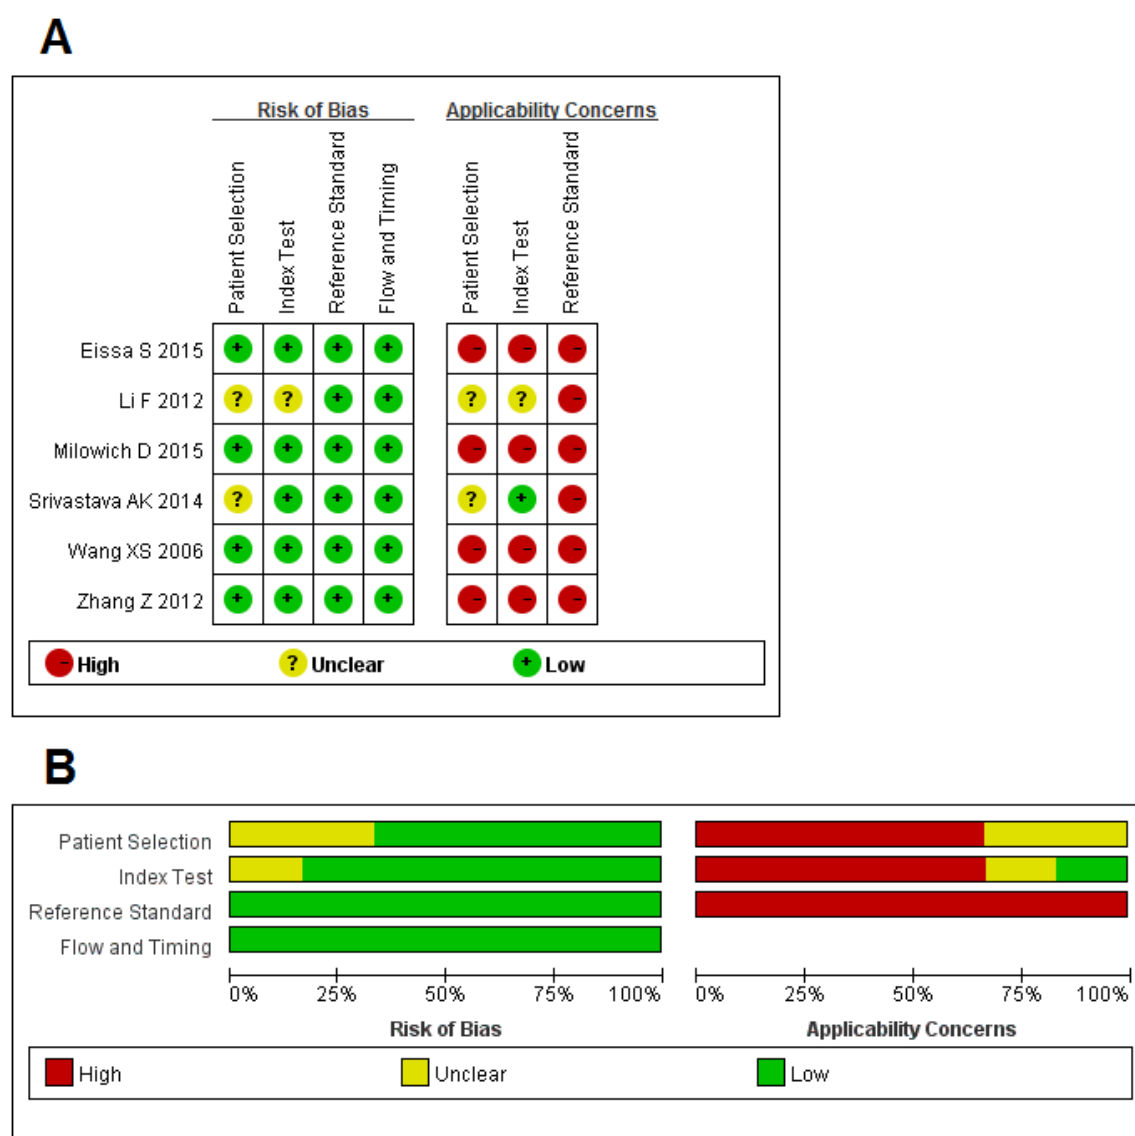 A
Risk of Bias Applicability Concerns
Patient Selection
Index Test
Reference Standard
Flow and Timing
Patient Selection
Index Test
Reference Standard
Eissa S 2015 + + + + - - -
Li F 2012 ? ? + + ? ? -
Milowich D 2015 + + + + - - -
Srivastava AK 2014 ? + + + ? + -
Wang XS 2006 + + + + - - -
Zhang Z 2012 + + + + - - -
- High ? Unclear + Low
B
Patient Selection
Index Test
Reference Standard
Flow and Timing
0% 25% 50% 75% 100% 0% 25% 50% 75% 100%
Risk of Bias Applicability Concerns
High Unclear Low